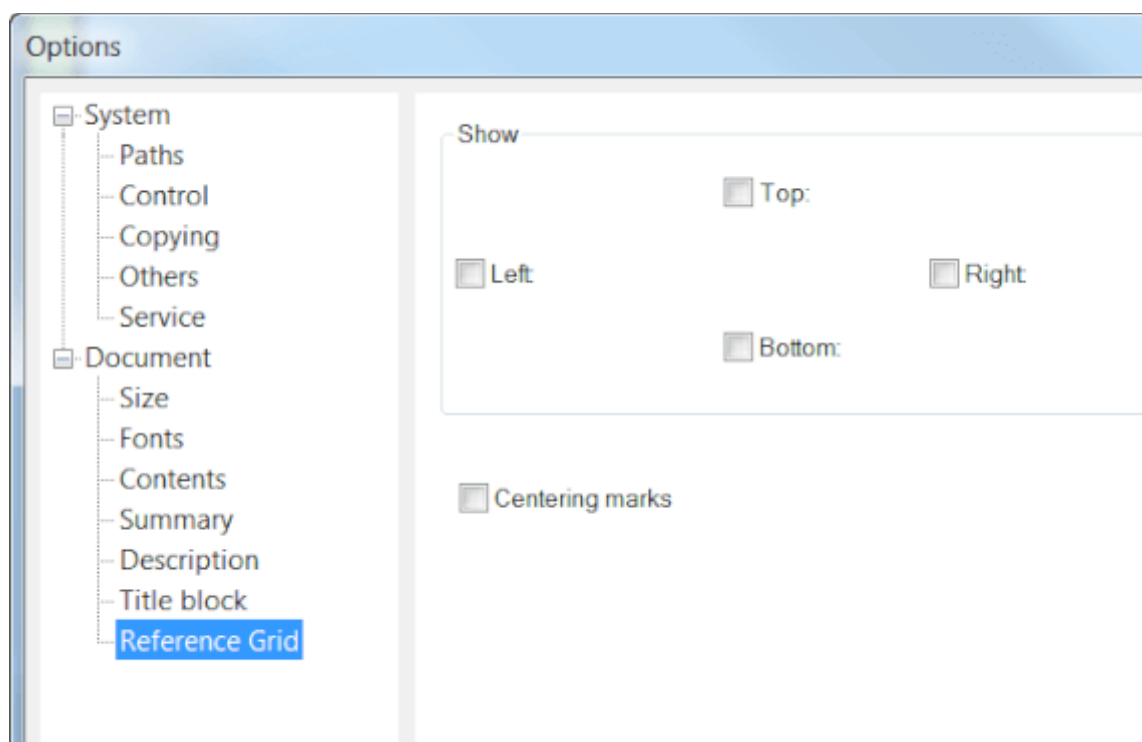 Options
System
Paths
Control
Copying
Others
Service
Document
Size
Fonts
Contents
Summary
Description
Title block
Reference Grid
Show
Top:
Left:
Right:
Bottom:
Centering marks